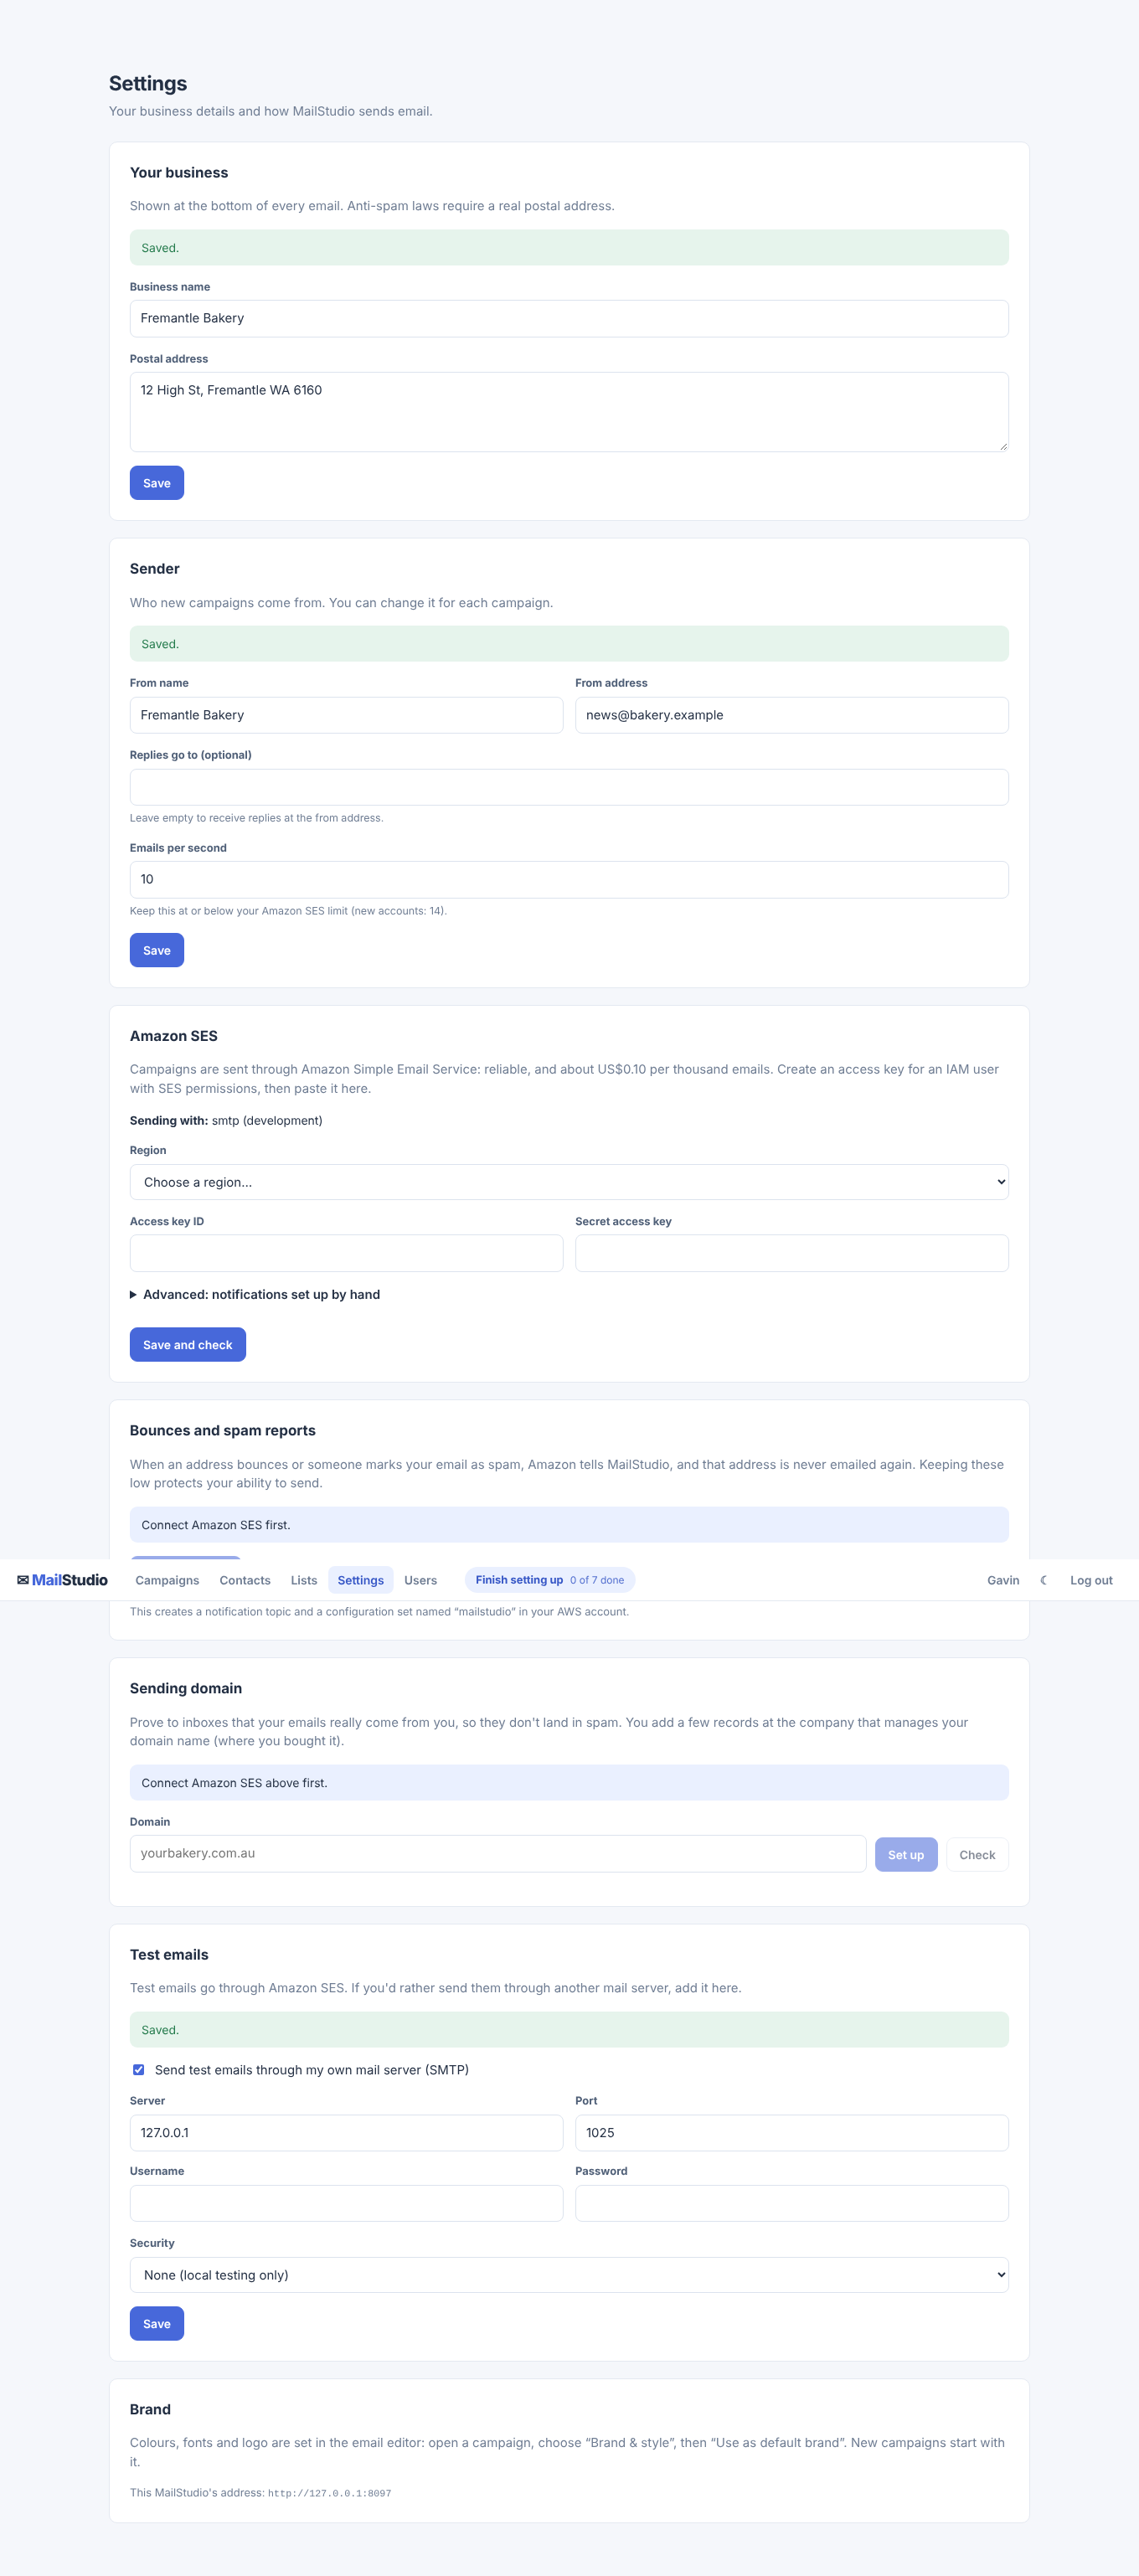 Settings
Your business details and how MailStudio sends email.
Your business
Shown at the bottom of every email. Anti-spam laws require a real postal address.
Saved.
Business name
Fremantle Bakery
Postal address
12 High St, Fremantle WA 6160
Save
Sender
Who new campaigns come from. You can change it for each campaign.
Saved.
From name
From address
Fremantle Bakery
news@bakery.example
Replies go to (optional)
Leave empty to receive replies at the from address.
Emails per second
10
Keep this at or below your Amazon SES limit (new accounts: 14).
Save
Amazon SES
Campaigns are sent through Amazon Simple Email Service: reliable, and about US$0.10 per thousand emails. Create an access key for an IAM user
with SES permissions, then paste it here.
Sending with: smtp (development)
Region
Choose a region...
Access key ID
Secret access key
Advanced: notifications set up by hand
Save and check
Bounces and spam reports
When an address bounces or someone marks your email as spam, Amazon tells MailStudio, and that address is never emailed again. Keeping these
low protects your ability to send.
Connect Amazon SES first.
MailStudio Campaigns Contacts Lists Settings Users Finish setting up 0 of 7 done Gavin Log out
This creates a notification topic and a configuration set named “mailstudio” in your AWS account.
Sending domain
Prove to inboxes that your emails really come from you, so they don't land in spam. You add a few records at the company that manages your
domain name (where you bought it).
Connect Amazon SES above first.
Domain
yourbakery.com.au
Set up
Check
Test emails
Test emails go through Amazon SES. If you'd rather send them through another mail server, add it here.
Saved.
Send test emails through my own mail server (SMTP)
Server
Port
127.0.0.1
1025
Username
Password
Security
None (local testing only)
Save
Brand
Colours, fonts and logo are set in the email editor: open a campaign, choose “Brand & style”, then “Use as default brand”. New campaigns start with
it.
This MailStudio's address: http://127.0.0.1:8097